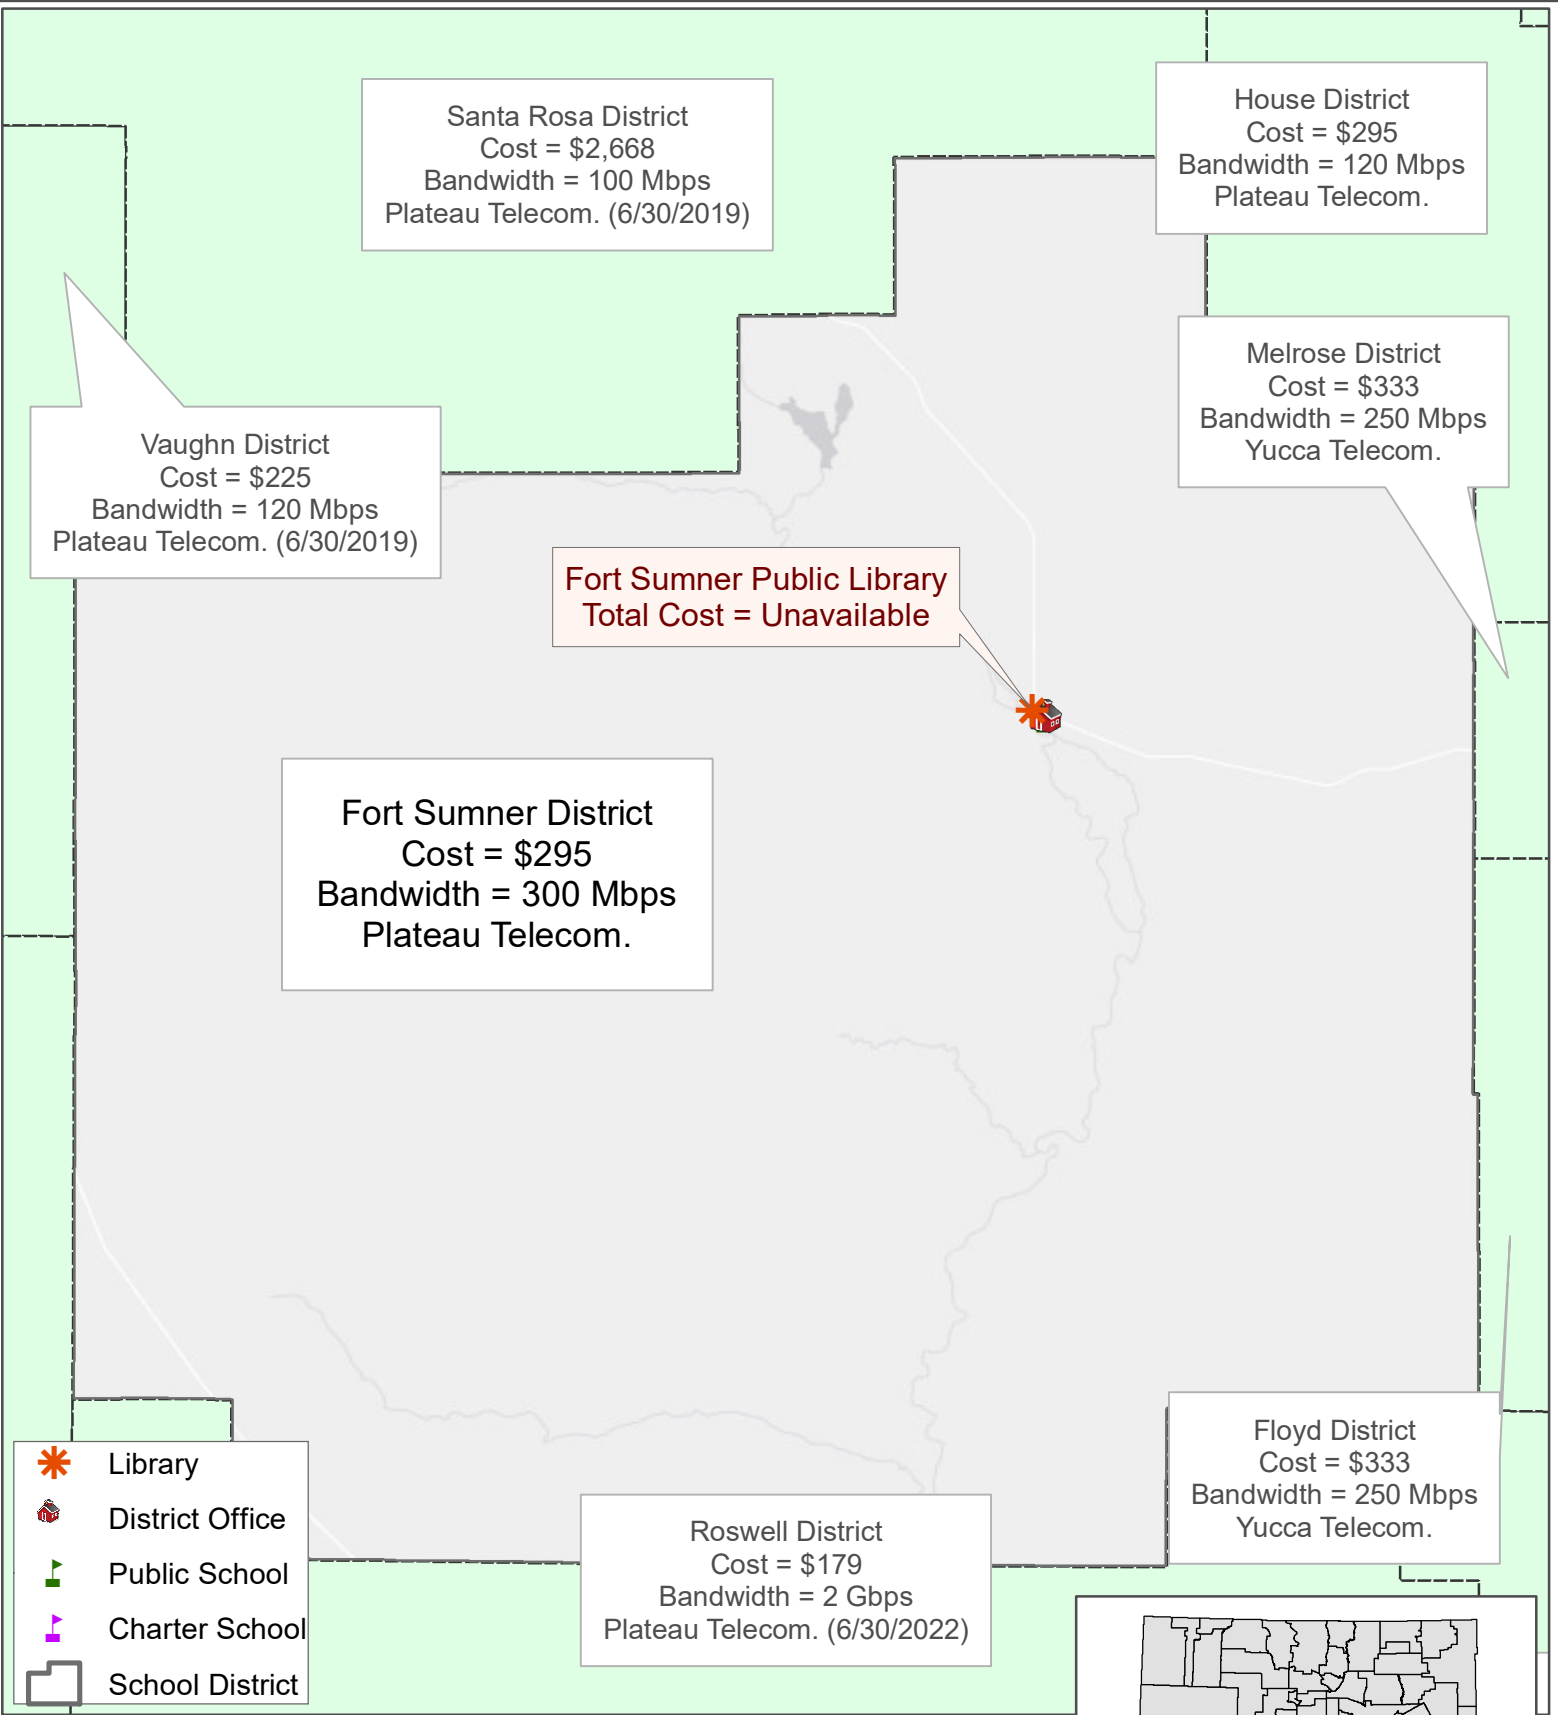 Santa Rosa District
Cost = $2,668
Bandwidth = 100 Mbps
Plateau Telecom. (6/30/2019)
House District
Cost = $295
Bandwidth = 120 Mbps
Plateau Telecom.
Melrose District
Cost = $333
Bandwidth = 250 Mbps
Yucca Telecom.
Vaughn District
Cost = $225
Bandwidth = 120 Mbps
Plateau Telecom. (6/30/2019)
Fort Sumner Public Library
Total Cost = Unavailable
Fort Sumner District
Cost = $295
Bandwidth = 300 Mbps
Plateau Telecom.
Floyd District
Cost = $333
Bandwidth = 250 Mbps
Yucca Telecom.
Roswell District
Cost = $179
Bandwidth = 2 Gbps
Plateau Telecom. (6/30/2022)
Library
District Office
Public School
Charter School
School District